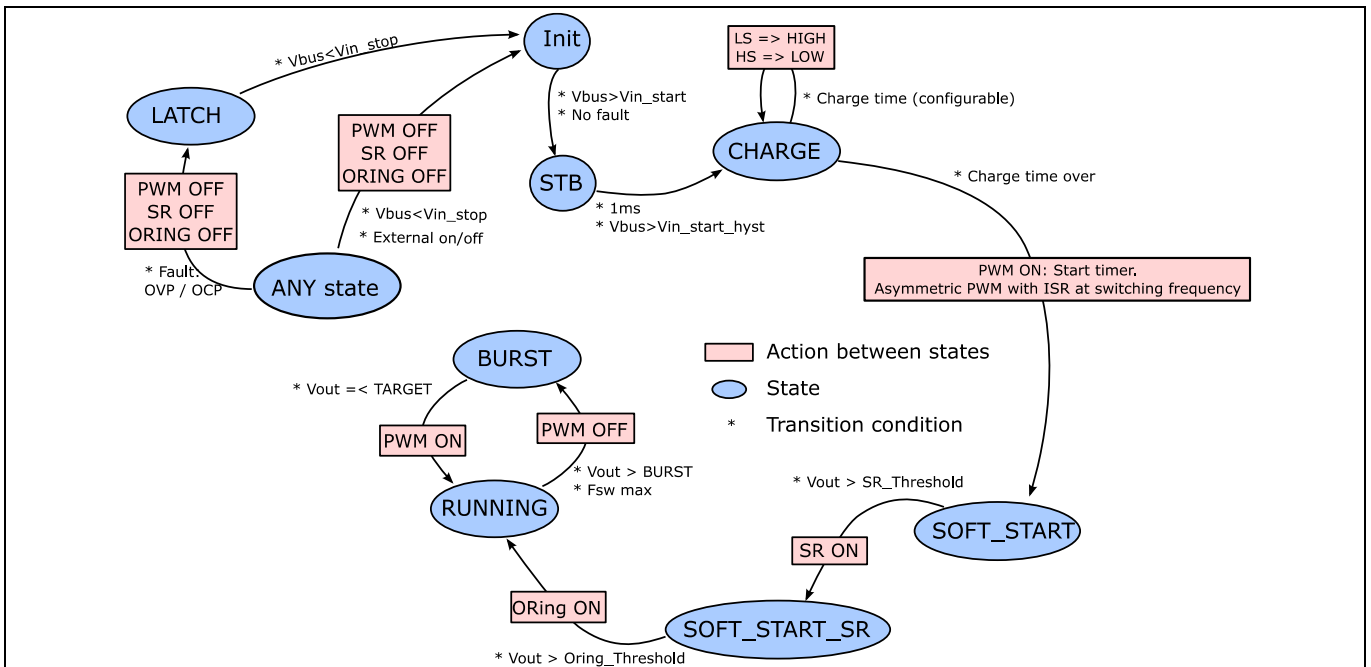 Init
LS => HIGH
HS => LOW
* Vbus<Vin_stop
* Vbus>Vin_start
* No fault
* Charge time (configurable)
LATCH
PWM OFF
SR OFF
ORING OFF
CHARGE
STB
* Charge time over
PWM OFF
SR OFF
ORING OFF
* 1ms
* Vbus>Vin_start_hyst
* Vbus<Vin_stop
* External on/off
* Fault:
OVP / OCP
ANY state
PWM ON: Start timer.
Asymmetric PWM with ISR at switching frequency
BURST
Action between states
State
* Transition condition
* Vout =< TARGET
PWM ON
PWM OFF
* Vout > BURST
* Fsw max
RUNNING
* Vout > SR_Threshold
SOFT_START
SR ON
ORing ON
SOFT_START_SR
* Vout > Oring_Threshold